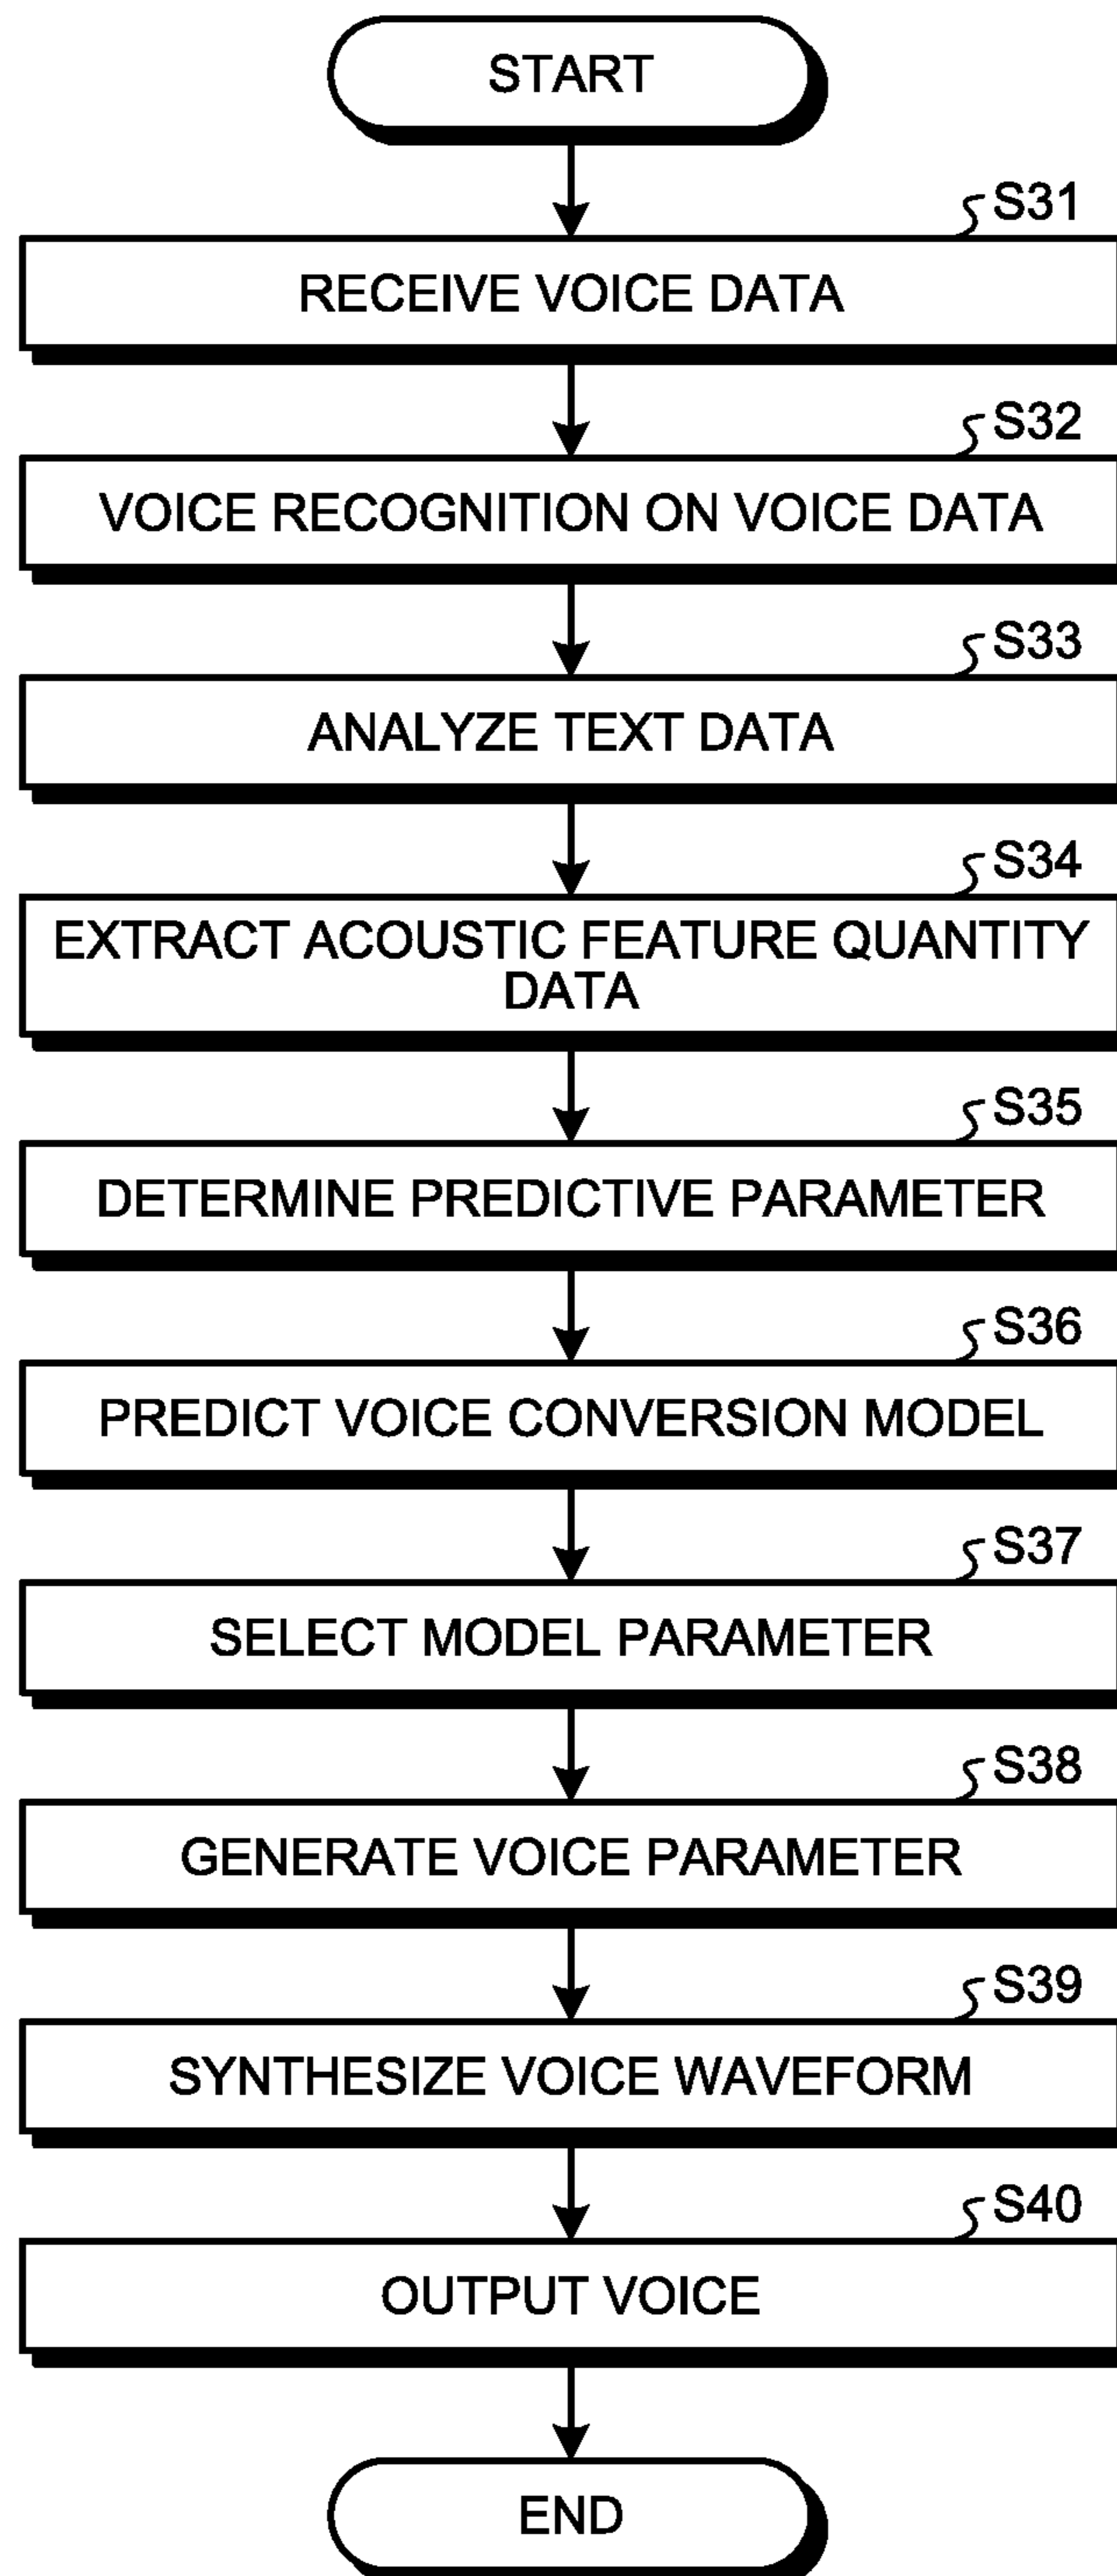 START
S31
RECEIVE VOICE DATA
S32
VOICE RECOGNITION ON VOICE DATA
S33
ANALYZE TEXT DATA
S34
EXTRACT ACOUSTIC FEATURE QUANTITY
DATA
S35
DETERMINE PREDICTIVE PARAMETER
S36
PREDICT VOICE CONVERSION MODEL
S37
SELECT MODEL PARAMETER
S38
GENERATE VOICE PARAMETER
S39
SYNTHESIZE VOICE WAVEFORM
S40
OUTPUT VOICE
END